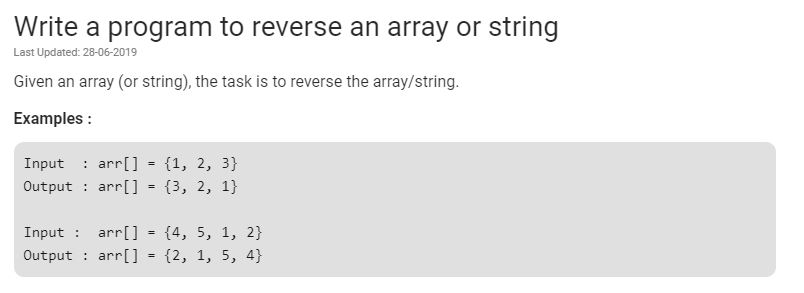 Write a program to reverse an array or string
Last Updated: 28-06-2019
Given an array (or string), the task is to reverse the array/string.
Examples :
Input  : arr[] = {1, 2, 3}
Output : arr[] = {3, 2, 1}
Input :  arr[] = {4, 5, 1, 2}
Output : arr[] = {2, 1, 5, 4}